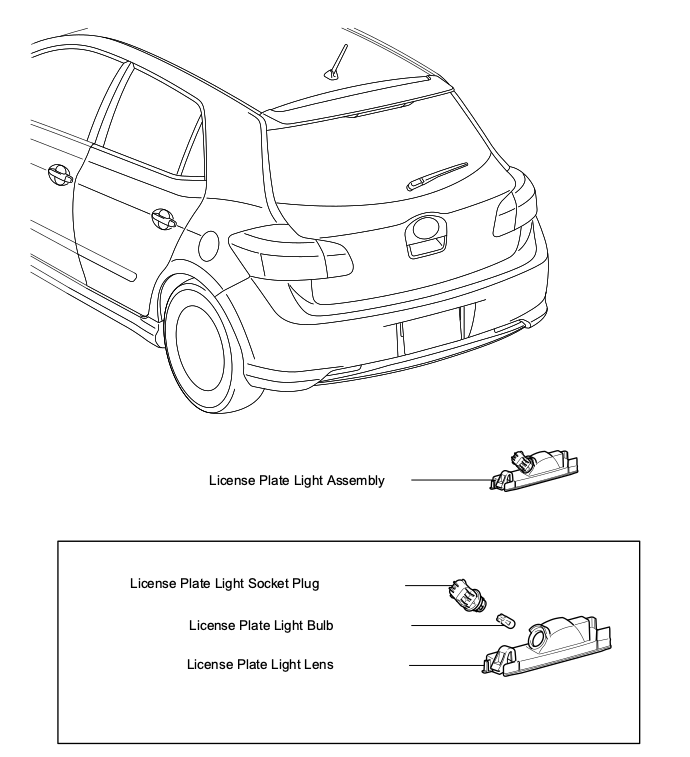 License Plate Light Assembly
License Plate Light Socket Plug
License Plate Light Bulb
License Plate Light Lens